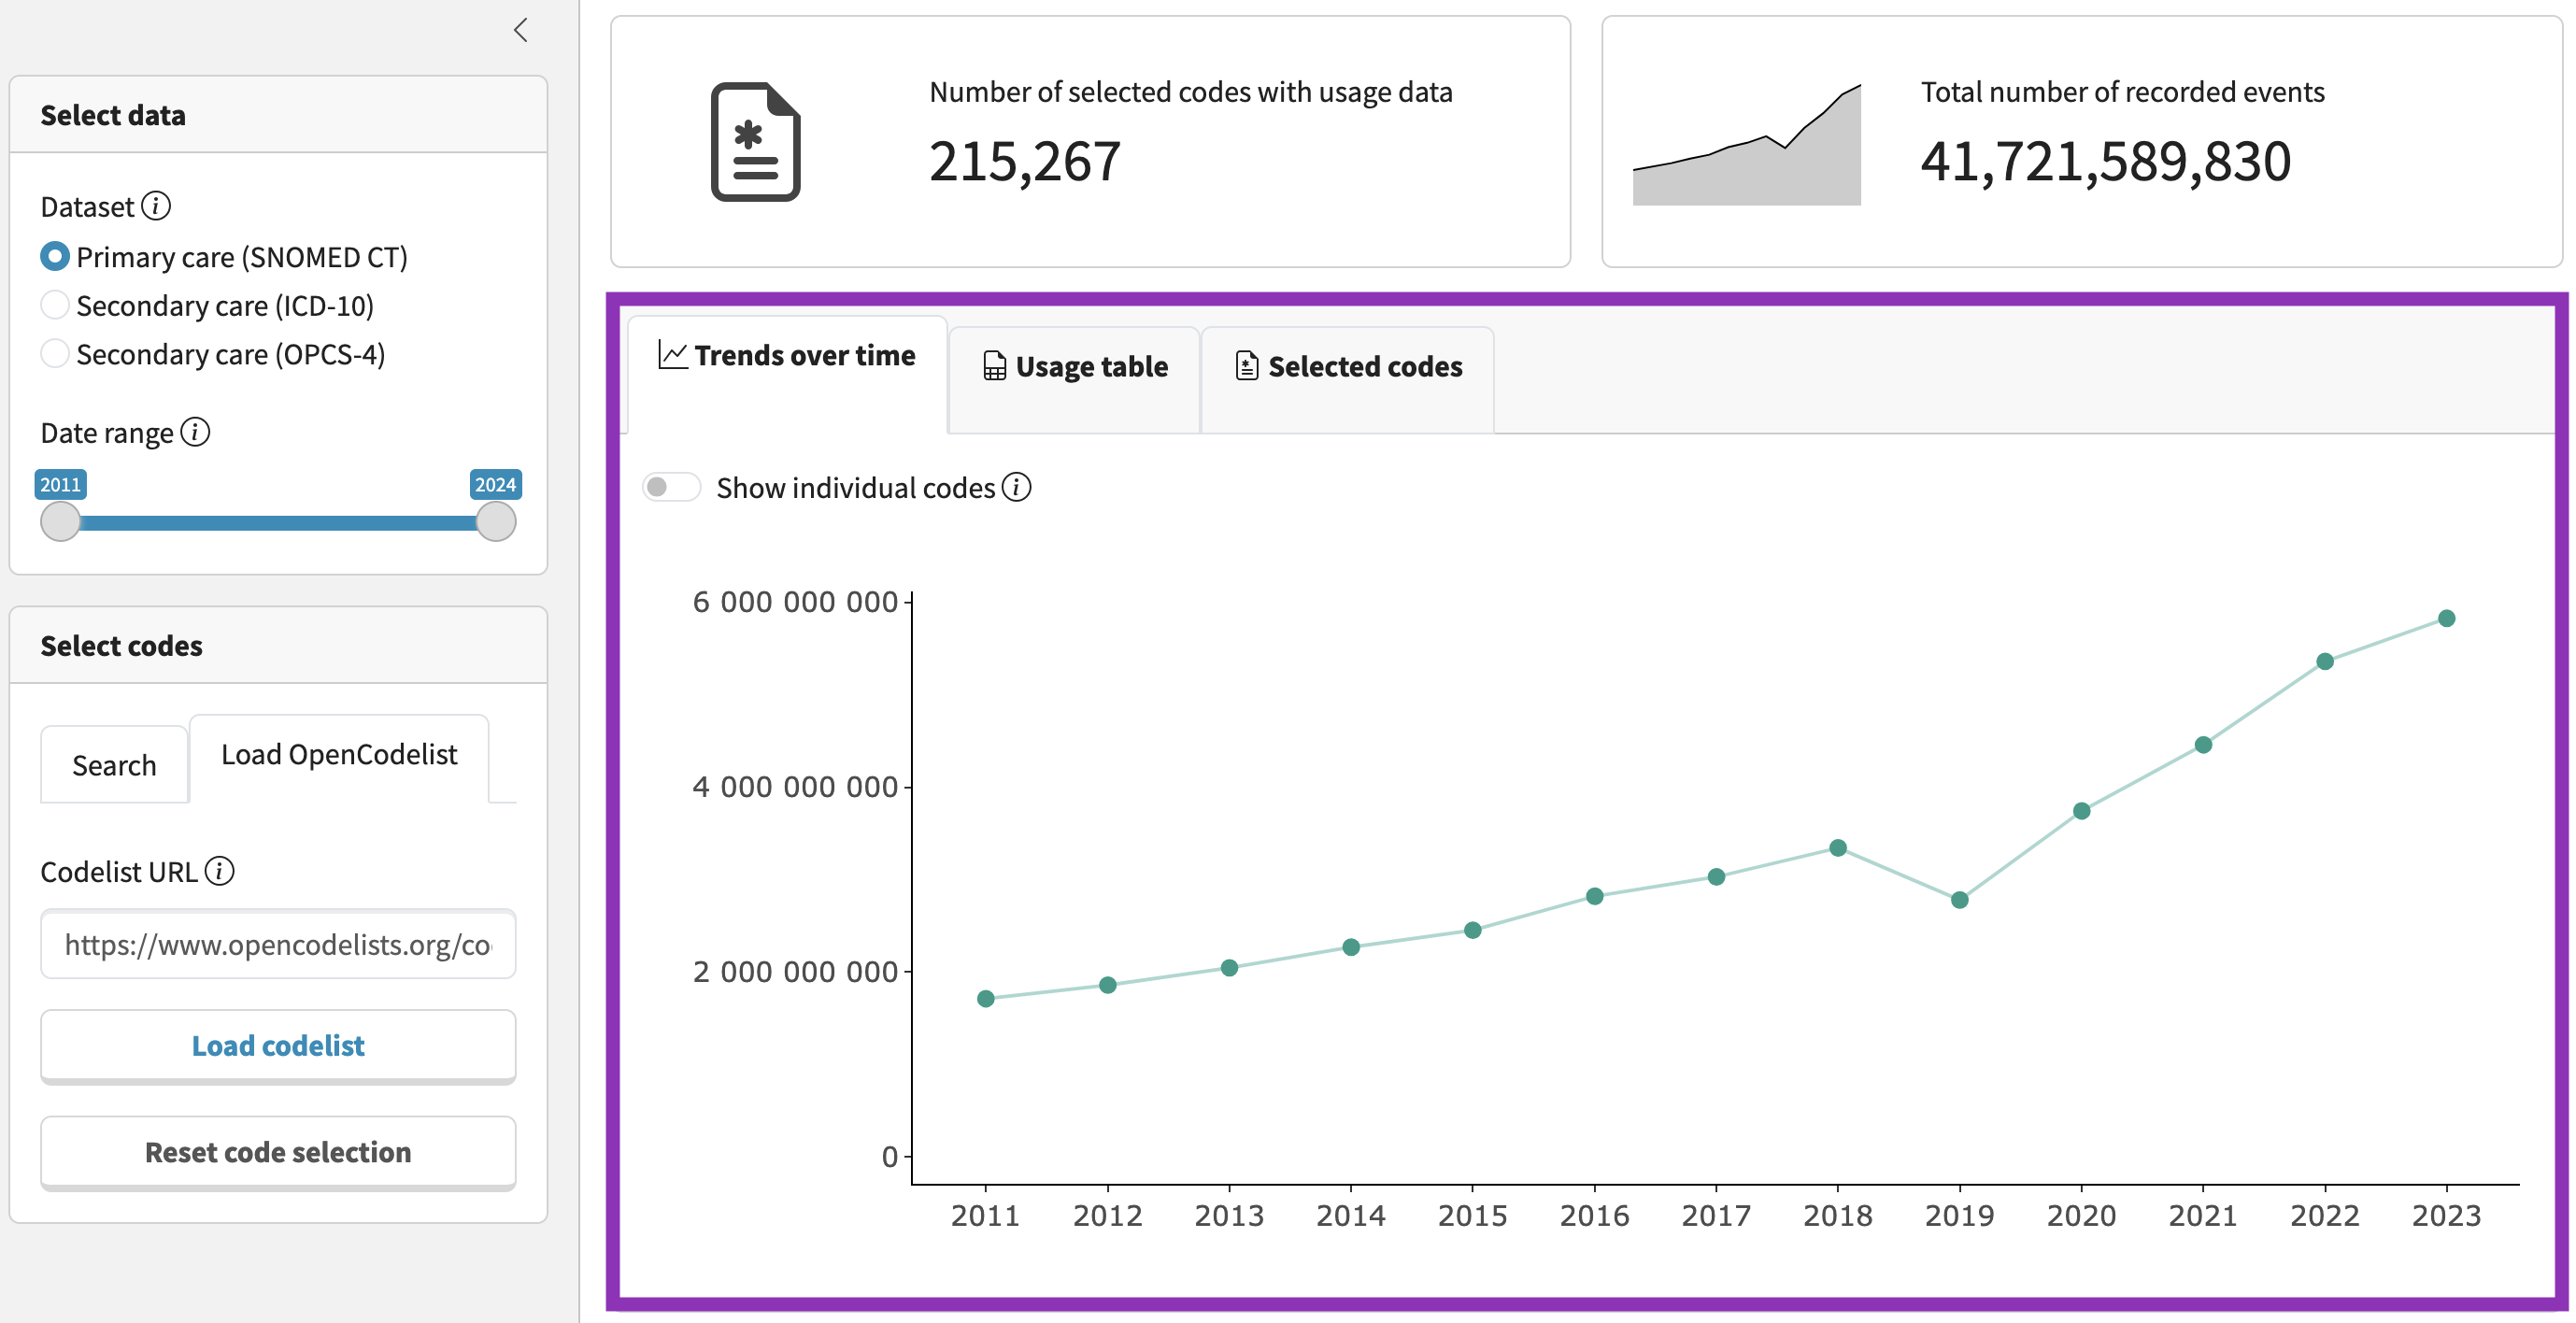 Select data
Dataset
Primary care (SNOMED CT)
Secondary care (ICD-10)
Secondary care (OPCS-4)
Date range
2011 2024
Select codes
Search Load OpenCodelist
Codelist URL
https://www.opencodelists.org/co
Load codelist
Reset code selection
Number of selected codes with usage data
215,267
Total number of recorded events
41,721,589,830
Trends over time Usage table Selected codes
Show individual codes
6 000 000 000
4 000 000 000
2 000 000 000
0
2011 2012 2013 2014 2015 2016 2017 2018 2019 2020 2021 2022 2023